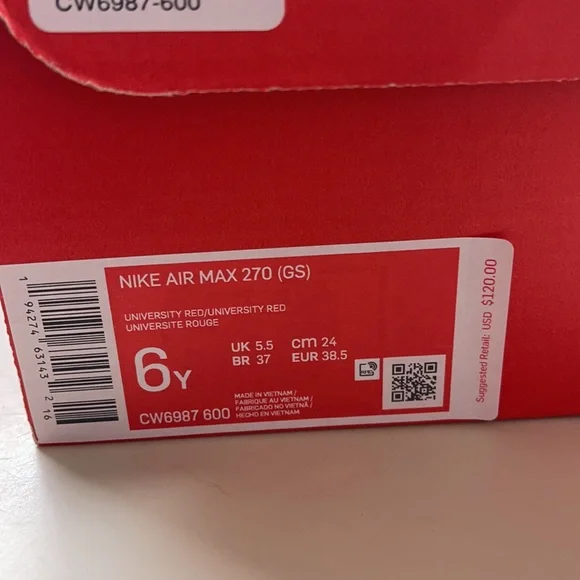 CW6987-600
NIKE AIR MAX 270 (GS)
UNIVERSITY RED/UNIVERSITY RED
UNIVERSITE ROUGE
6Y
UK 5.5
BR 37
cm 24
EUR 38.5
CW6987 600
MADE IN VIETNAM /
FABRIQUE AU VIETNAM /
FABRICADO NO VIETNÃ /
HECHO EN VIETNAM
Suggested Retail: USD $120.00
1 94274 63143 2 16